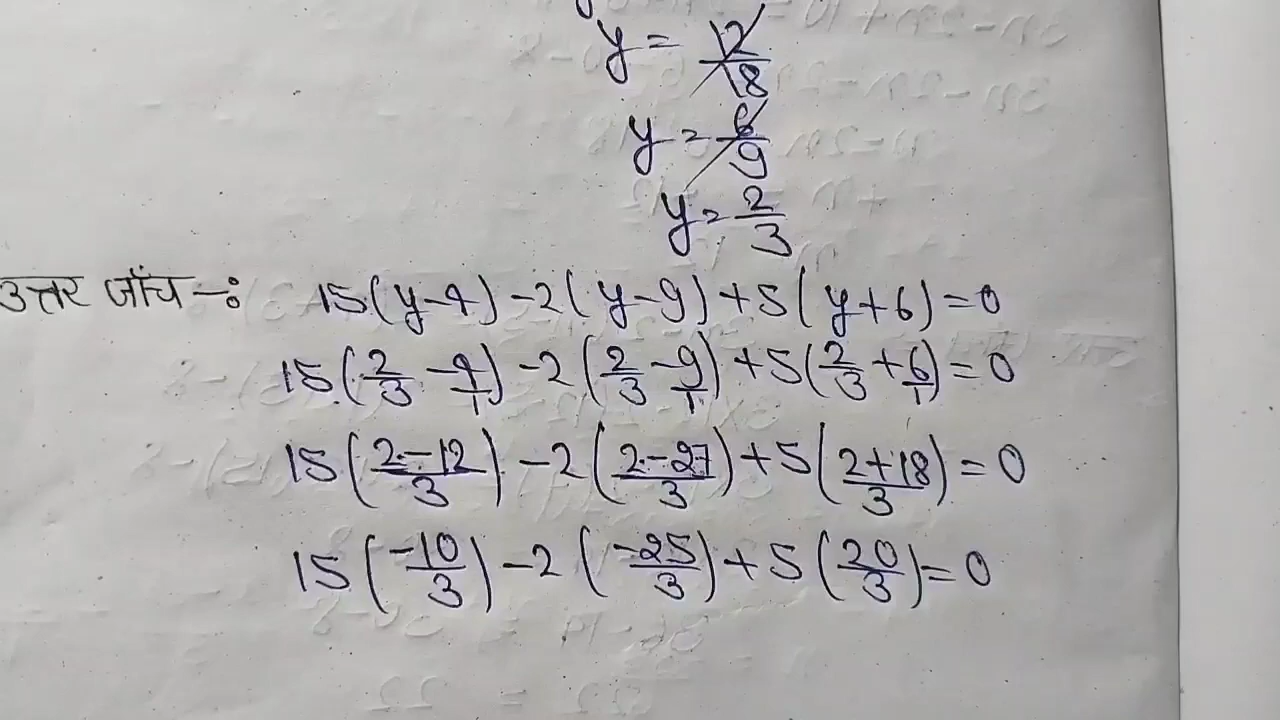 y = 12/18
y = 6/9
y = 2/3
उत्तर जाँच -: 15(y-4) -2(y-9) +5(y+6) = 0
15(2/3 -4/1) -2(2/3 -9/1) +5(2/3 +6/1) = 0
15((2-12)/3) -2((2-27)/3) +5((2+18)/3) = 0
15(-10/3) -2(-25/3) +5(20/3) = 0